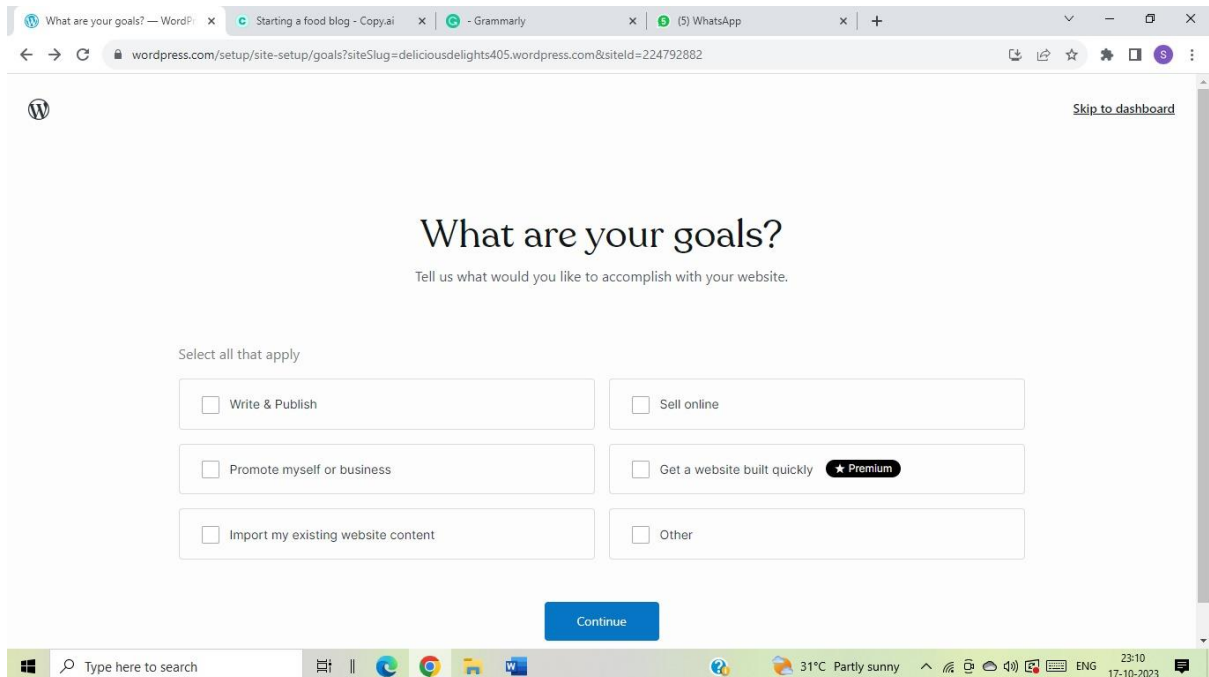 What are your goals? — WordPr
Starting a food blog - Copy.ai
- Grammarly
(5) WhatsApp
wordpress.com/setup/site-setup/goals?siteSlug=deliciousdelights405.wordpress.com&siteId=224792882
S
Skip to dashboard
What are your goals?
Tell us what would you like to accomplish with your website.
Select all that apply
Write & Publish
Sell online
Promote myself or business
Get a website built quickly ★ Premium
Import my existing website content
Other
Continue
Type here to search
31°C Partly sunny
ENG
23:10
17-10-2023